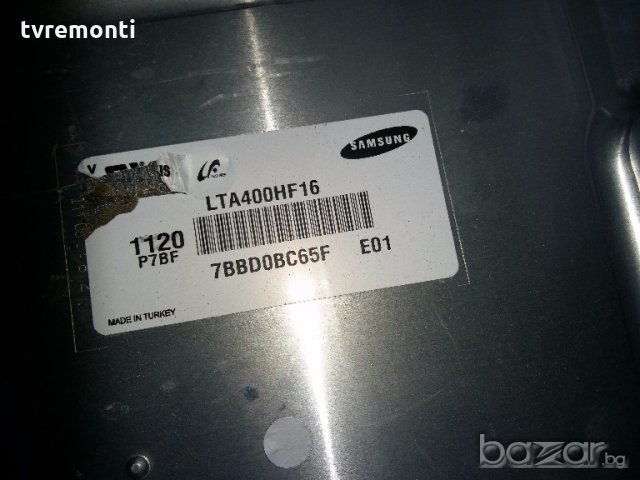 tvremonti
SAMSUNG
LTA400HF16
1120
P7BF
7BBD0BC65F
E01
MADE IN TURKEY
bazar.bg